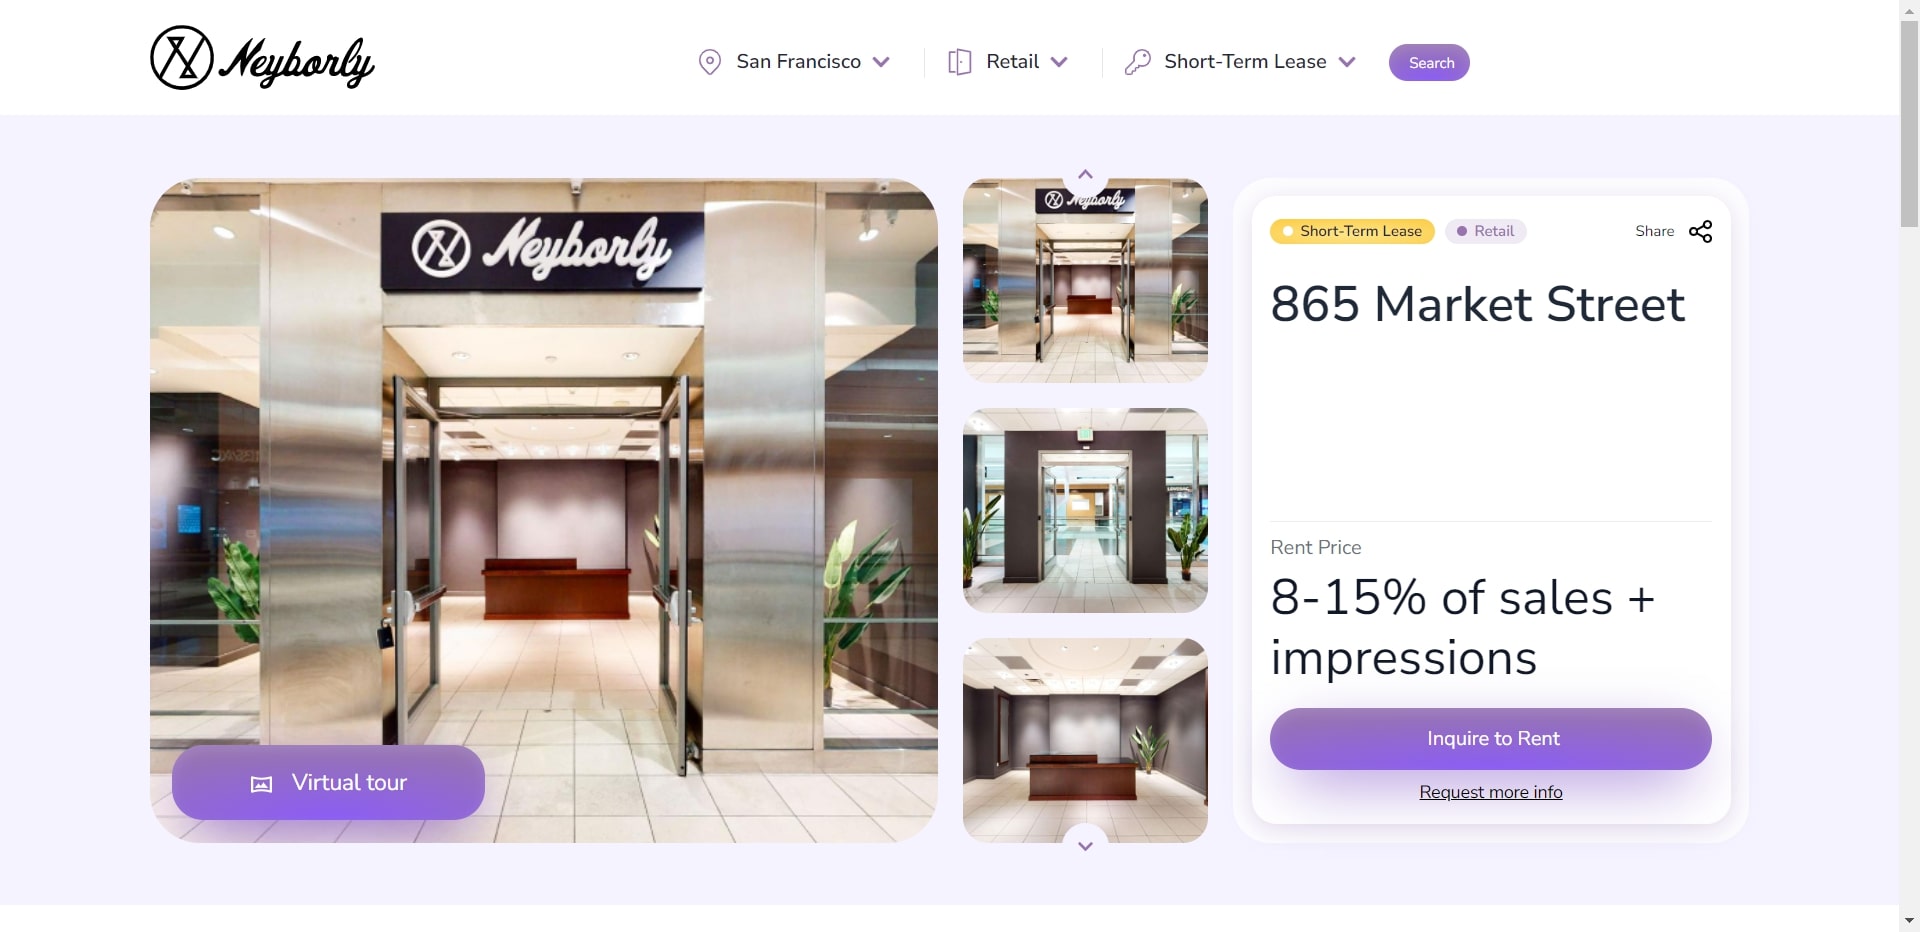 Neyborly
San Francisco
Retail
Short-Term Lease
Search
Neyborly
Neyborly
Short-Term Lease
Retail
Share
865 Market Street
Rent Price
8-15% of sales +
impressions
Inquire to Rent
Request more info
Virtual tour